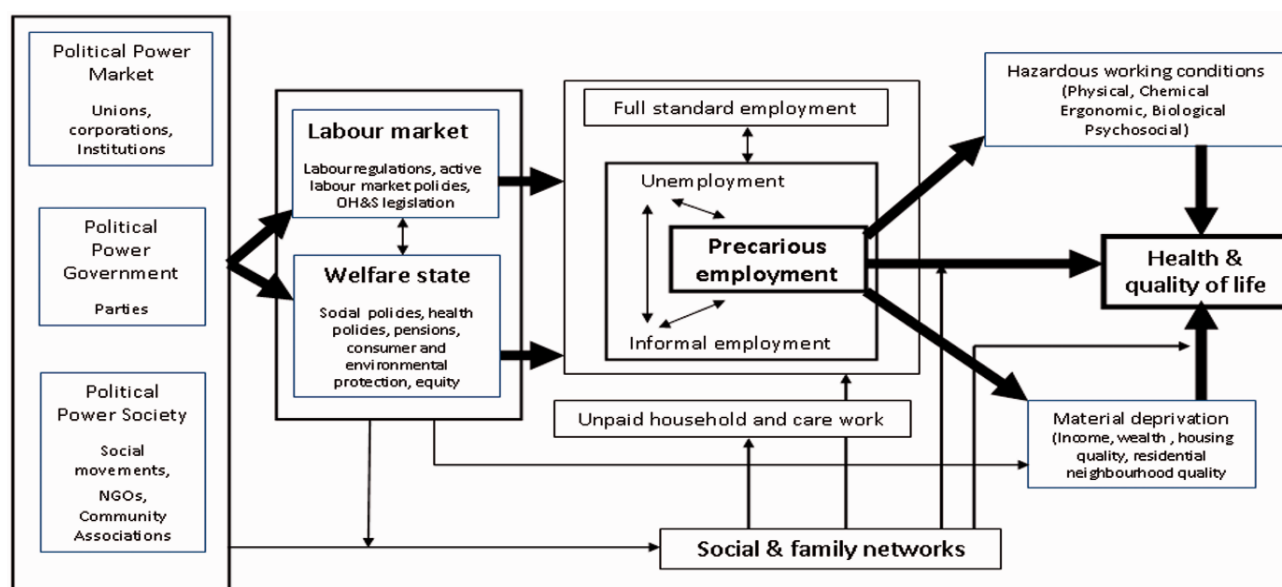 Political Power
Market
Unions,
corporations,
Institutions
Political
Power
Government
Parties
Political
Power Society
Social
movements,
NGOs,
Community
Associations
Labour market
Labour regulations, active
labour market policies,
OH&S legislation
Welfare state
Social policies, health
policies, pensions,
consumer and
environmental
protection, equity
Full standard employment
Unemployment
Precarious
employment
Informal employment
Unpaid household and care work
Social & family networks
Hazardous working conditions
(Physical, Chemical
Ergonomic, Biological
Psychosocial)
Health &
quality of life
Material deprivation
(Income, wealth , housing
quality, residential
neighbourhood quality